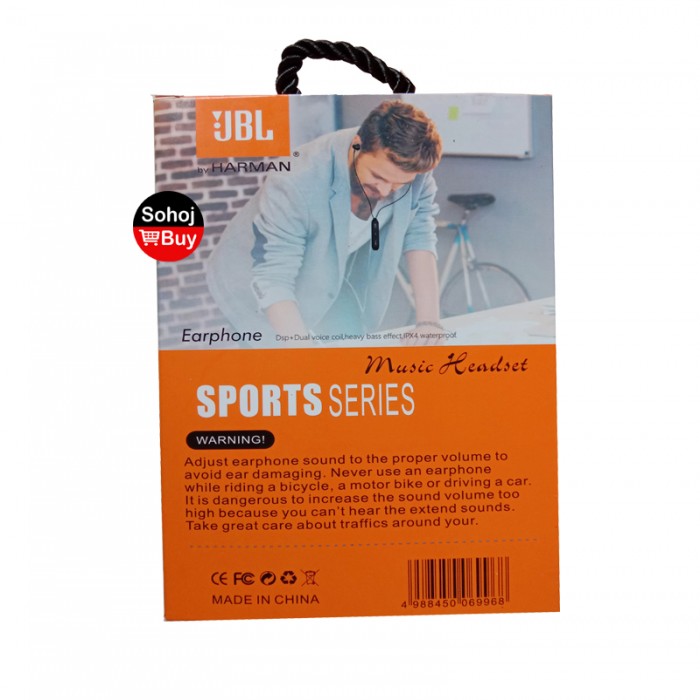 JBL
by HARMAN®
Sohoj
Buy
Earphone
Dsp+Dual voice coil,heavy bass effect,IPX4 waterproof
Music Headset
SPORTS SERIES
WARNING!
Adjust earphone sound to the proper volume to
avoid ear damaging. Never use an earphone
while riding a bicycle, a motor bike or driving a car.
It is dangerous to increase the sound volume too
high because you can't hear the extend sounds.
Take great care about traffics around your.
CE FC
MADE IN CHINA
4 988450 069968